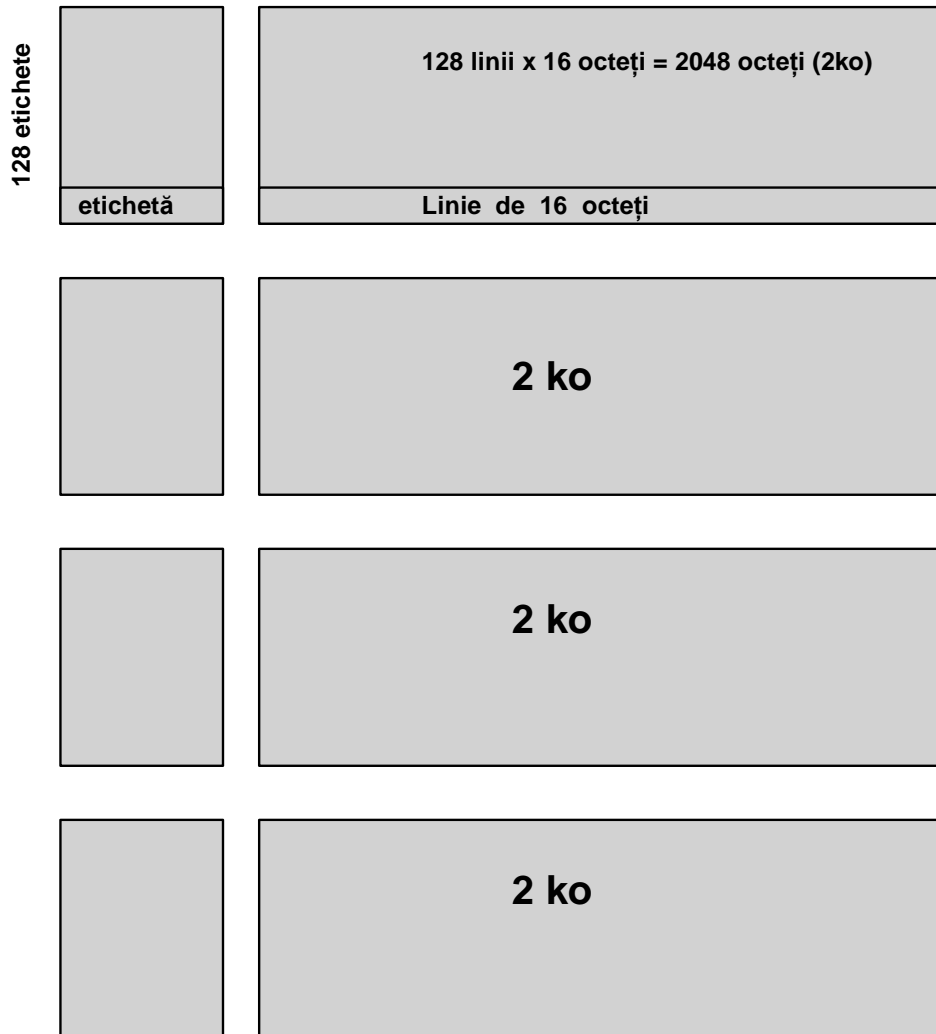 128 etichete
128 linii x 16 octeți = 2048 octeți (2ko)
etichetă
Linie de 16 octeți
2 ko
2 ko
2 ko